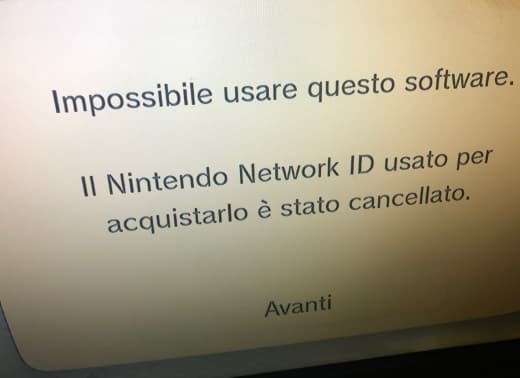 Impossibile usare questo software.
Il Nintendo Network ID usato per
acquistarlo è stato cancellato.
Avanti